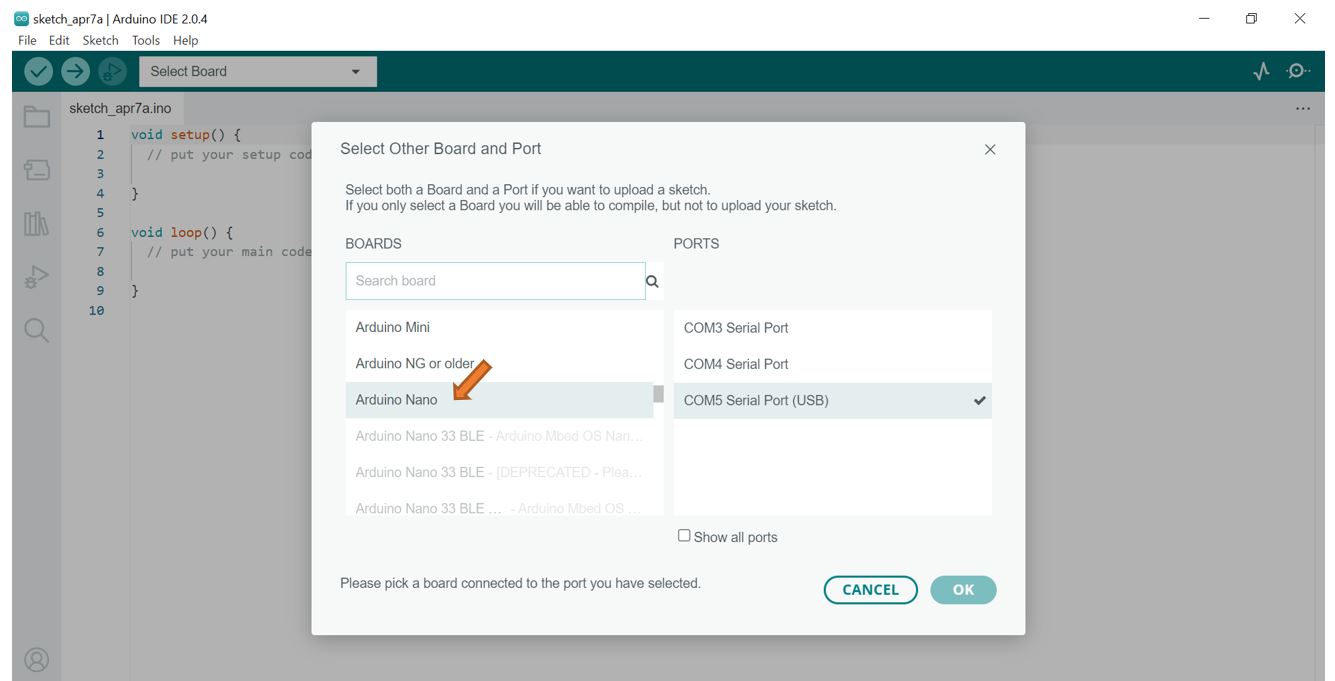 sketch_apr7a | Arduino IDE 2.0.4
File Edit Sketch Tools Help
Select Board
sketch_apr7a.ino
1 void setup() {
2 // put your setup cod
3
4 }
5
6 void loop() {
7 // put your main code
8
9 }
10
Select Other Board and Port
Select both a Board and a Port if you want to upload a sketch.
If you only select a Board you will be able to compile, but not to upload your sketch.
BOARDS
Search board
Arduino Mini
Arduino NG or older
Arduino Nano
Arduino Nano 33 BLE - Arduino Mbed OS Nan...
Arduino Nano 33 BLE - [DEPRECATED - Plea...
Arduino Nano 33 BLE ... - Arduino Mbed OS ...
PORTS
COM3 Serial Port
COM4 Serial Port
COM5 Serial Port (USB)
Show all ports
Please pick a board connected to the port you have selected.
CANCEL
OK